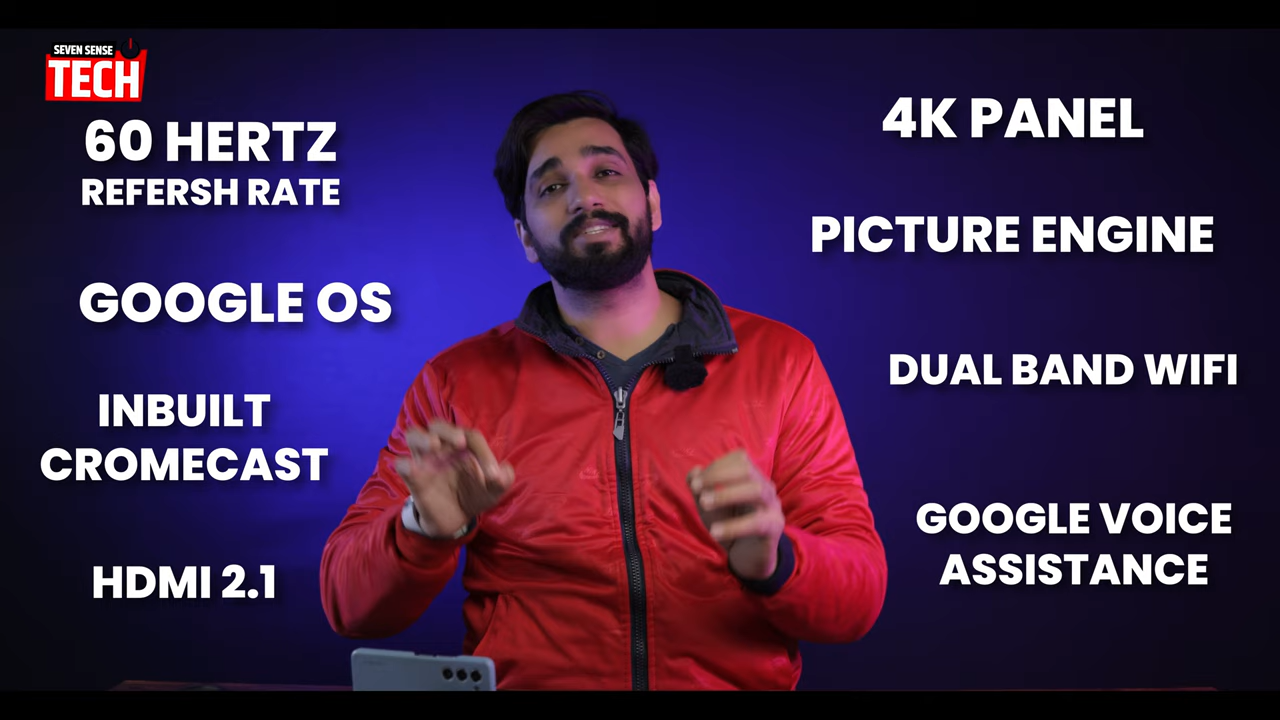 SEVEN SENSE
TECH
60 HERTZ
REFERSH RATE
GOOGLE OS
INBUILT
CROMECAST
HDMI 2.1
4K PANEL
PICTURE ENGINE
DUAL BAND WIFI
GOOGLE VOICE
ASSISTANCE